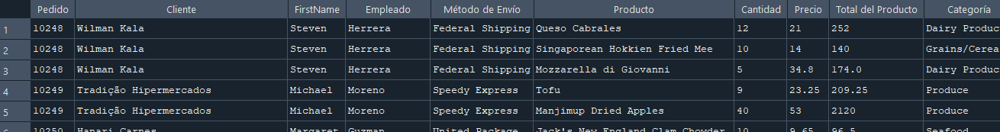 Pedido Cliente FirstName Empleado Método de Envío Producto Cantidad Precio Total del Producto Categoría
1 10248 Wilman Kala Steven Herrera Federal Shipping Queso Cabrales 12 21 252 Dairy Produc
2 10248 Wilman Kala Steven Herrera Federal Shipping Singaporean Hokkien Fried Mee 10 14 140 Grains/Cerea
3 10248 Wilman Kala Steven Herrera Federal Shipping Mozzarella di Giovanni 5 34.8 174.0 Dairy Produc
4 10249 Tradição Hipermercados Michael Moreno Speedy Express Tofu 9 23.25 209.25 Produce
5 10249 Tradição Hipermercados Michael Moreno Speedy Express Manjimup Dried Apples 40 53 2120 Produce
10250 Hanari Carnes Margaret Guzman United Package Jack's New England Clam Chowder 10 9.65 96.5 Seafood